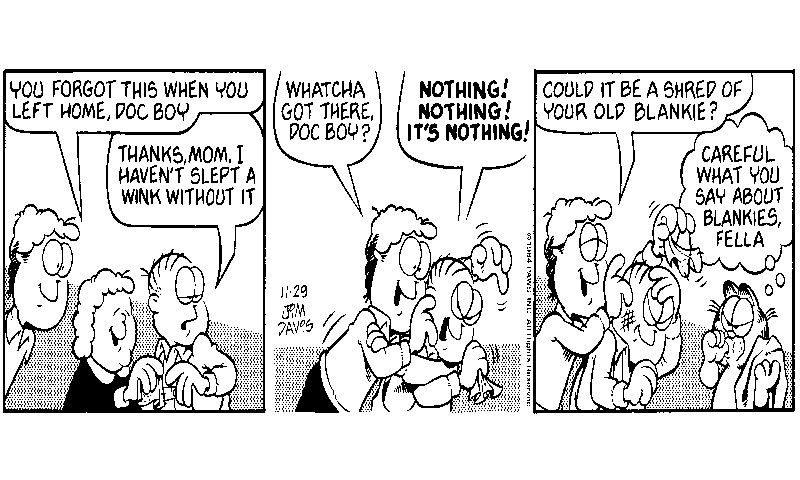 YOU FORGOT THIS WHEN YOU
LEFT HOME, DOC BOY
THANKS, MOM. I
HAVEN'T SLEPT A
WINK WITHOUT IT
WHATCHA
GOT THERE,
DOC BOY?
NOTHING!
NOTHING!
IT'S NOTHING!
11-29
JIM
DAVIS
COULD IT BE A SHRED OF
YOUR OLD BLANKIE?
CAREFUL
WHAT YOU
SAY ABOUT
BLANKIES,
FELLA